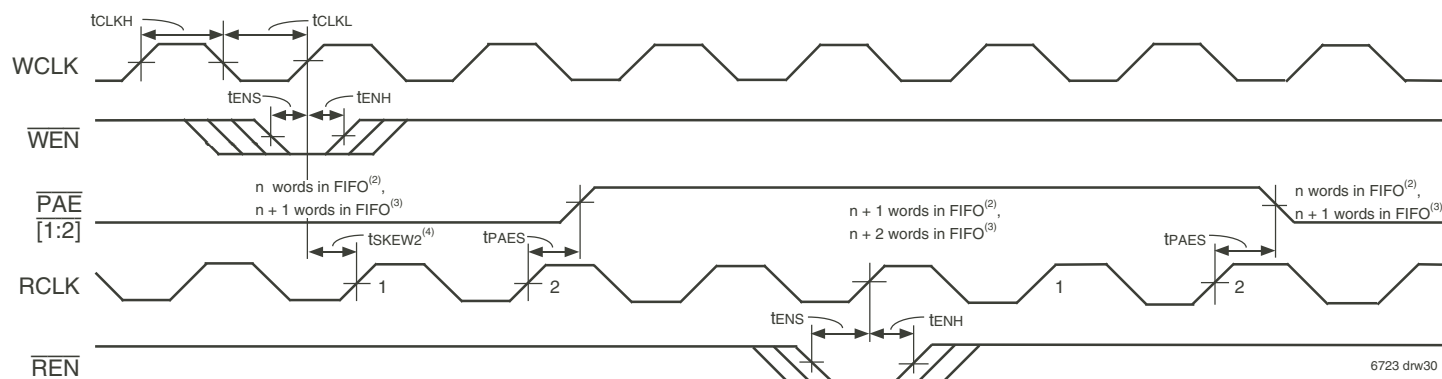 tCLKH tCLKL
WCLK
tENS tENH
WEN
n words in FIFO(2),
n + 1 words in FIFO(3)
PAE
[1:2]
n + 1 words in FIFO(2),
n + 2 words in FIFO(3)
n words in FIFO(2),
n + 1 words in FIFO(3)
tSKEW2(4) tPAES tPAES
RCLK 1 2 1 2
tENS tENH
REN
6723 drw30